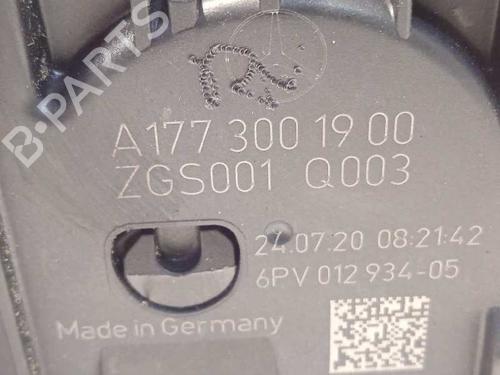 B-PARTS
A177 300 19 00
ZGS001 Q003
24.07.20 08:21:42
6PV 012 934-05
Made in Germany